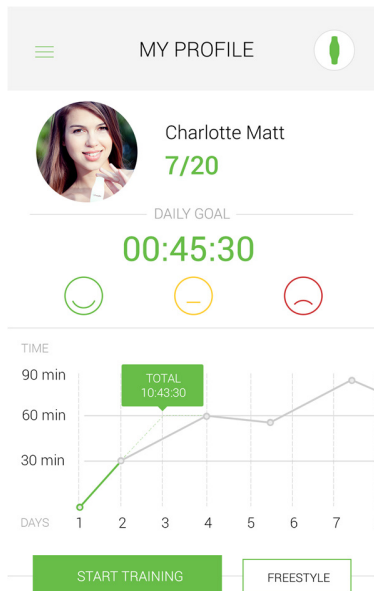 MY PROFILE
Charlotte Matt
7/20
DAILY GOAL
00:45:30
TIME
90 min
TOTAL
10:43:30
60 min
30 min
DAYS 1 2 3 4 5 6 7
START TRAINING
FREESTYLE